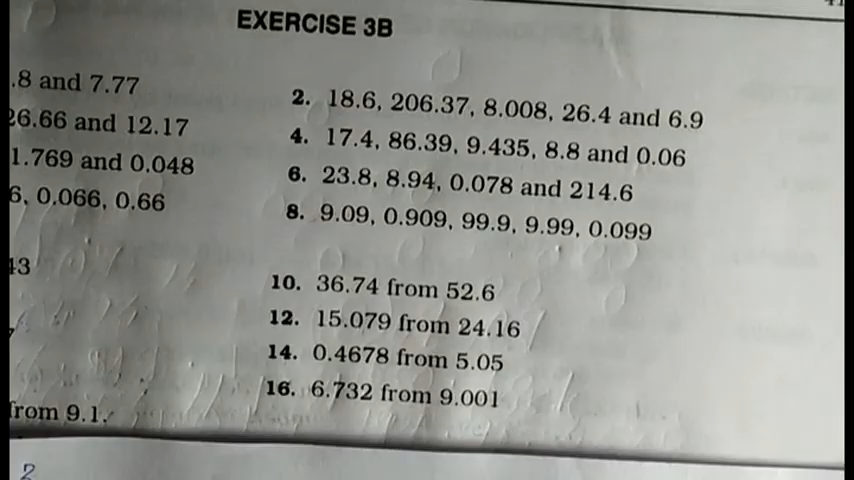 EXERCISE 3B
.8 and 7.77
2. 18.6, 206.37, 8.008, 26.4 and 6.9
26.66 and 12.17
4. 17.4, 86.39, 9.435, 8.8 and 0.06
1.769 and 0.048
6. 23.8, 8.94, 0.078 and 214.6
6, 0.066, 0.66
8. 9.09, 0.909, 99.9, 9.99, 0.099
43
10. 36.74 from 52.6
12. 15.079 from 24.16
14. 0.4678 from 5.05
16. 6.732 from 9.001
from 9.1.
2